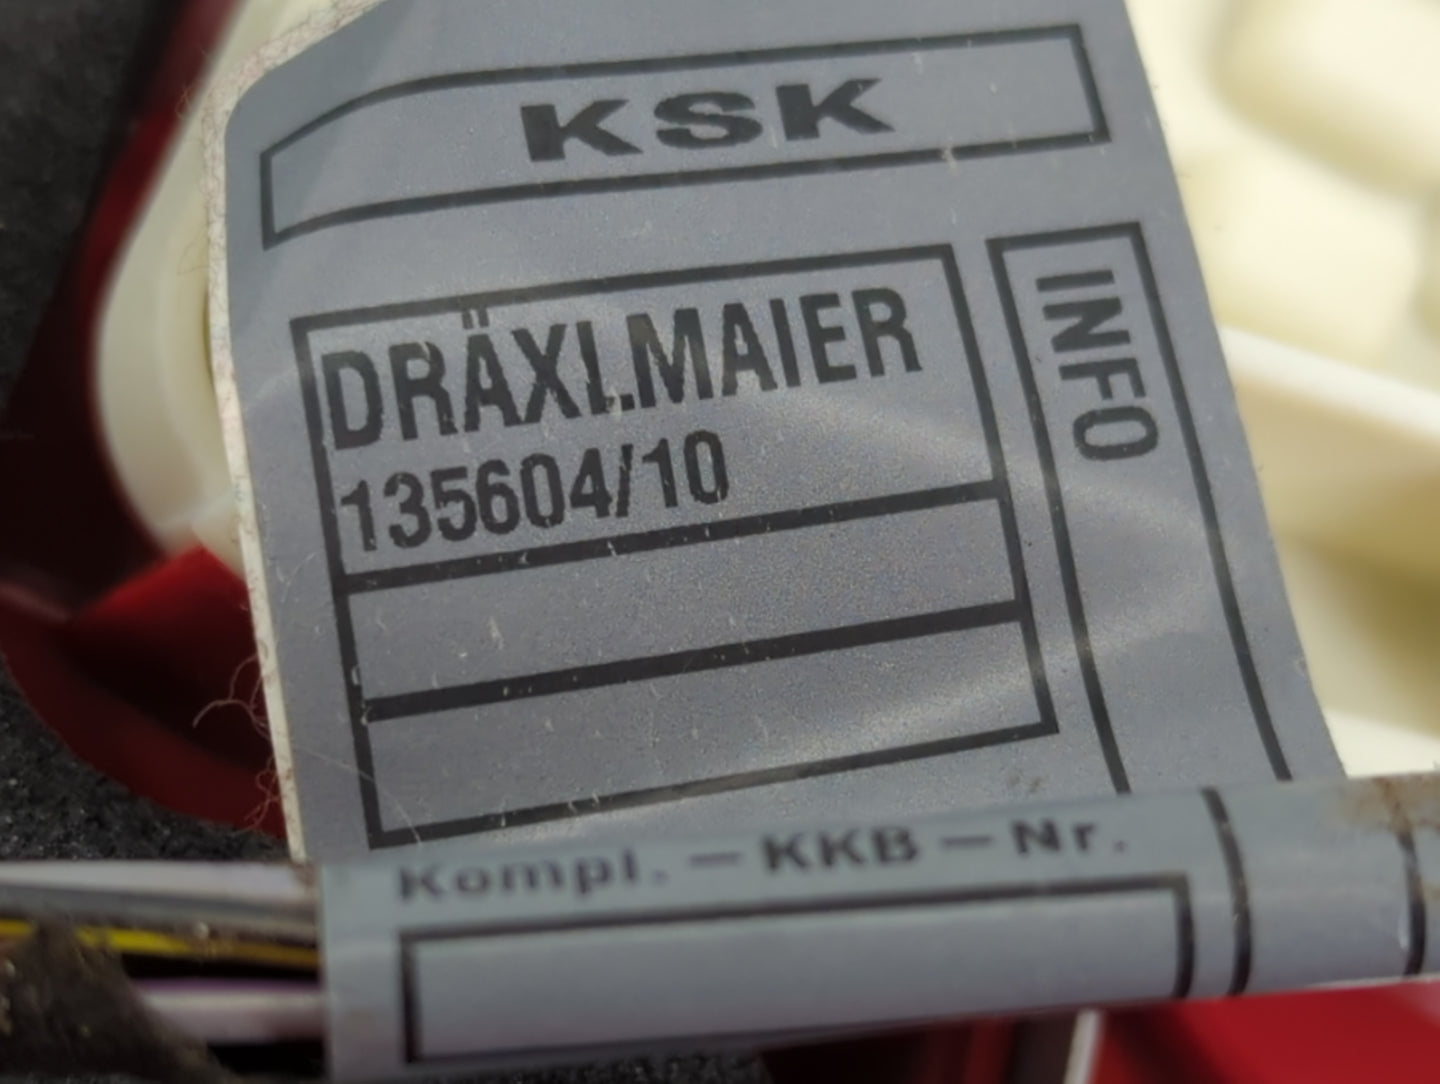 KSK
DRÄXLMAIER
135604/10
INFO
Kompl. – KKB – Nr.